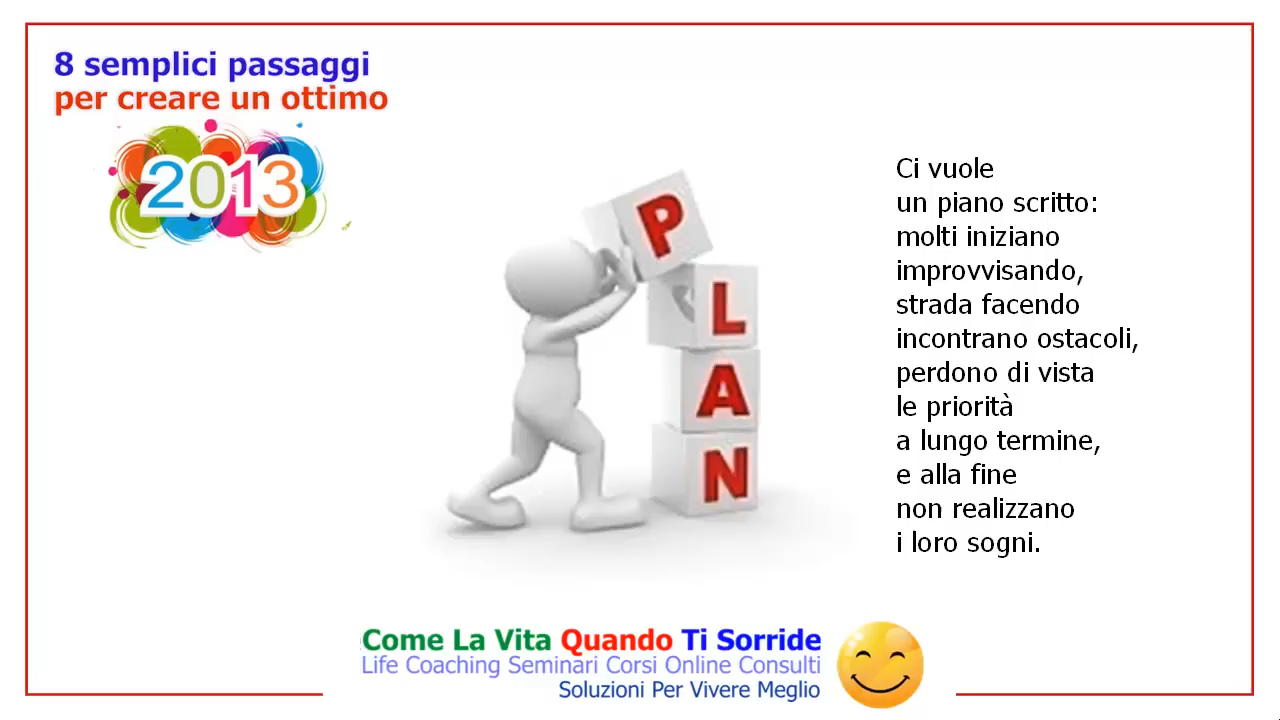 8 semplici passaggi
per creare un ottimo
2013
P
L
A
N
Ci vuole
un piano scritto:
molti iniziano
improvvisando,
strada facendo
incontrano ostacoli,
perdono di vista
le priorità
a lungo termine,
e alla fine
non realizzano
i loro sogni.
Come La Vita Quando Ti Sorride
Life Coaching Seminari Corsi Online Consulti
Soluzioni Per Vivere Meglio